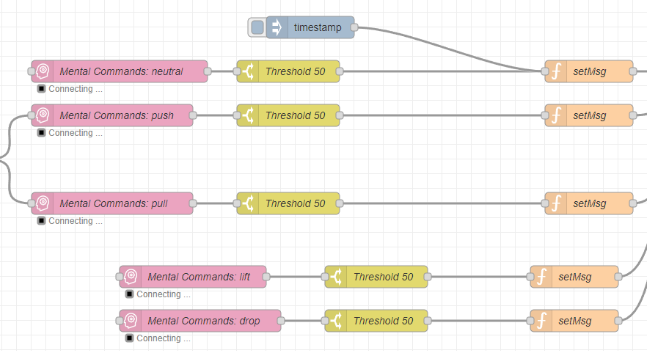 timestamp
Mental Commands: neutral Threshold 50 setMsg
Connecting ...
Mental Commands: push Threshold 50 setMsg
Connecting ...
Mental Commands: pull Threshold 50 setMsg
Connecting ...
Mental Commands: lift Threshold 50 setMsg
Connecting ...
Mental Commands: drop Threshold 50 setMsg
Connecting ...